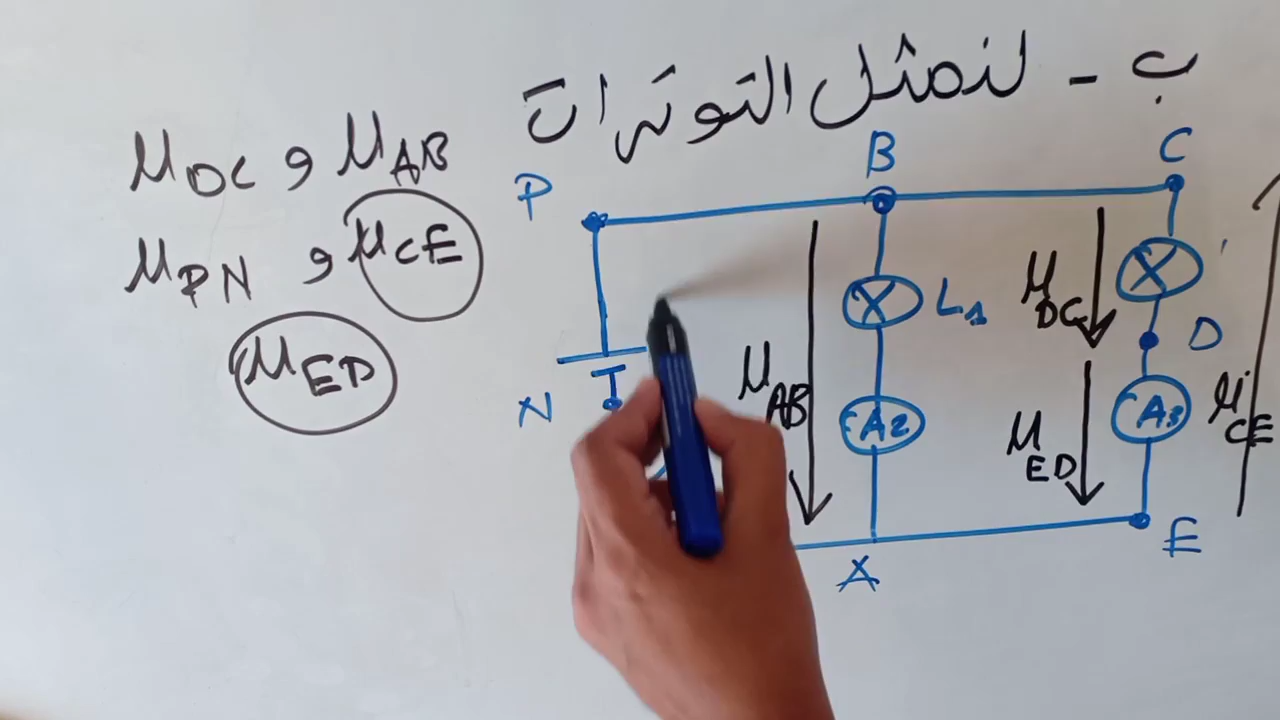 ب - لنمثل التوترات
U_AB و U_DC
U_CE و U_PN
U_ED
P
B
C
L1
U_DC
D
N
U_AB
A2
U_ED
A3
U_CE
A
E